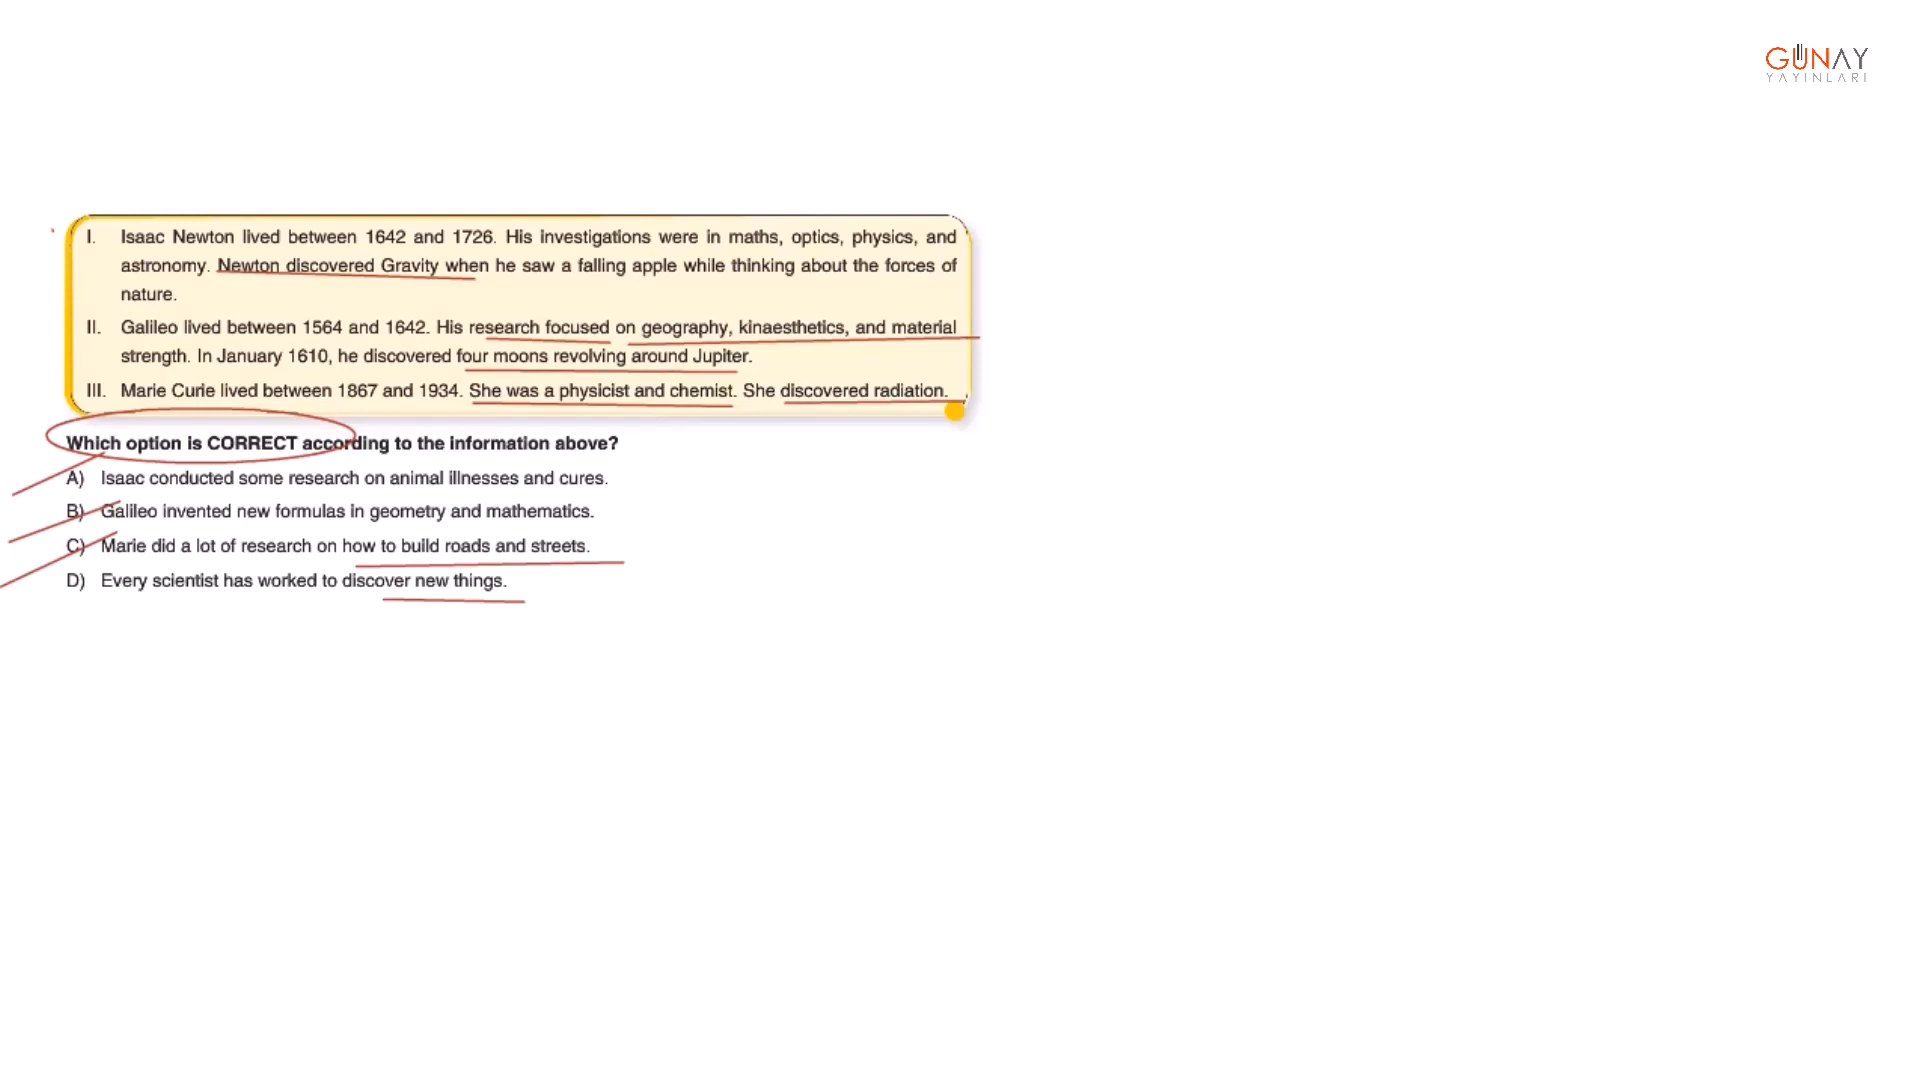 GÜNAY
YAYINLARI
I. Isaac Newton lived between 1642 and 1726. His investigations were in maths, optics, physics, and
astronomy. Newton discovered Gravity when he saw a falling apple while thinking about the forces of
nature.
II. Galileo lived between 1564 and 1642. His research focused on geography, kinaesthetics, and material
strength. In January 1610, he discovered four moons revolving around Jupiter.
III. Marie Curie lived between 1867 and 1934. She was a physicist and chemist. She discovered radiation.
Which option is CORRECT according to the information above?
A) Isaac conducted some research on animal illnesses and cures.
B) Galileo invented new formulas in geometry and mathematics.
C) Marie did a lot of research on how to build roads and streets.
D) Every scientist has worked to discover new things.